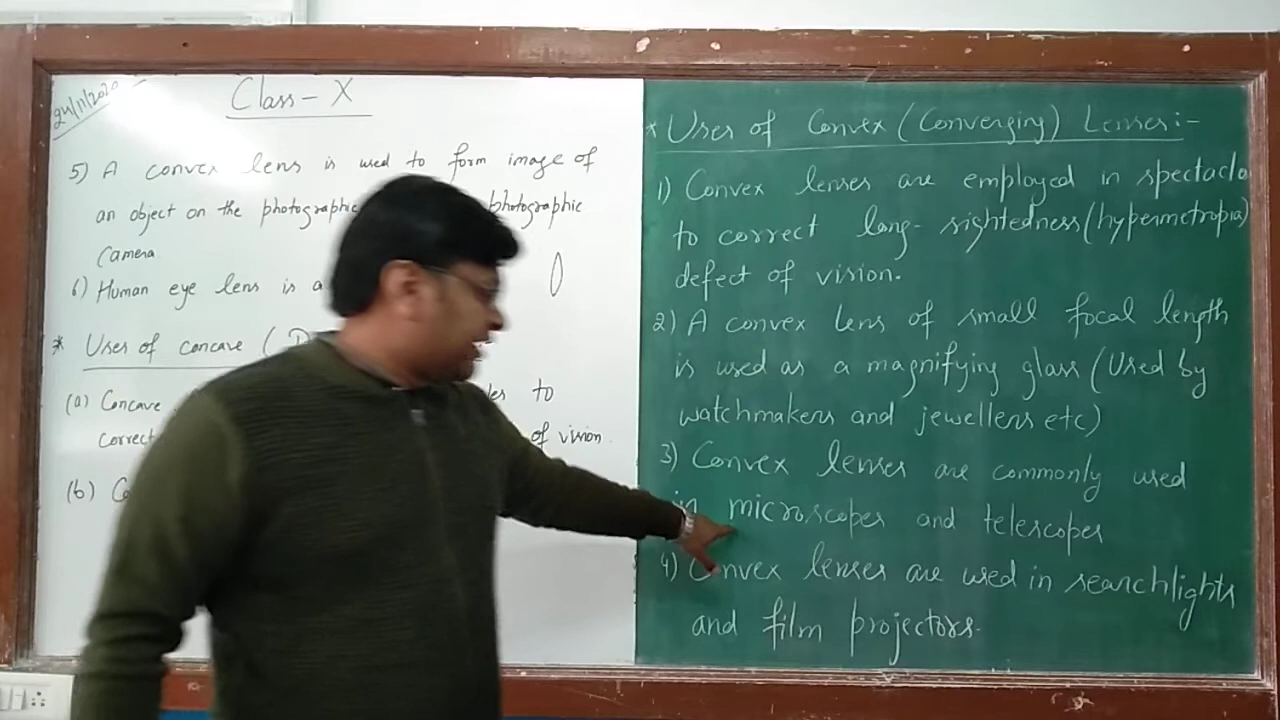 24/11/2020
Class - X
5) A convex lens is used to form image of
an object on the photographic photographic
Camera
6) Human eye lens is a
* Uses of concave (
(a) Concave to
correct of vision.
(b)
* Uses of Convex (Converging) Lenses:-
1) Convex lenses are employed in spectacle
to correct long-sightedness (hypermetropia)
defect of vision.
2) A convex lens of small focal length
is used as a magnifying glass (Used by
watchmakers and jewellers etc)
3) Convex lenses are commonly used
in microscopes and telescopes
4) Convex lenses are used in searchlights
and film projectors.